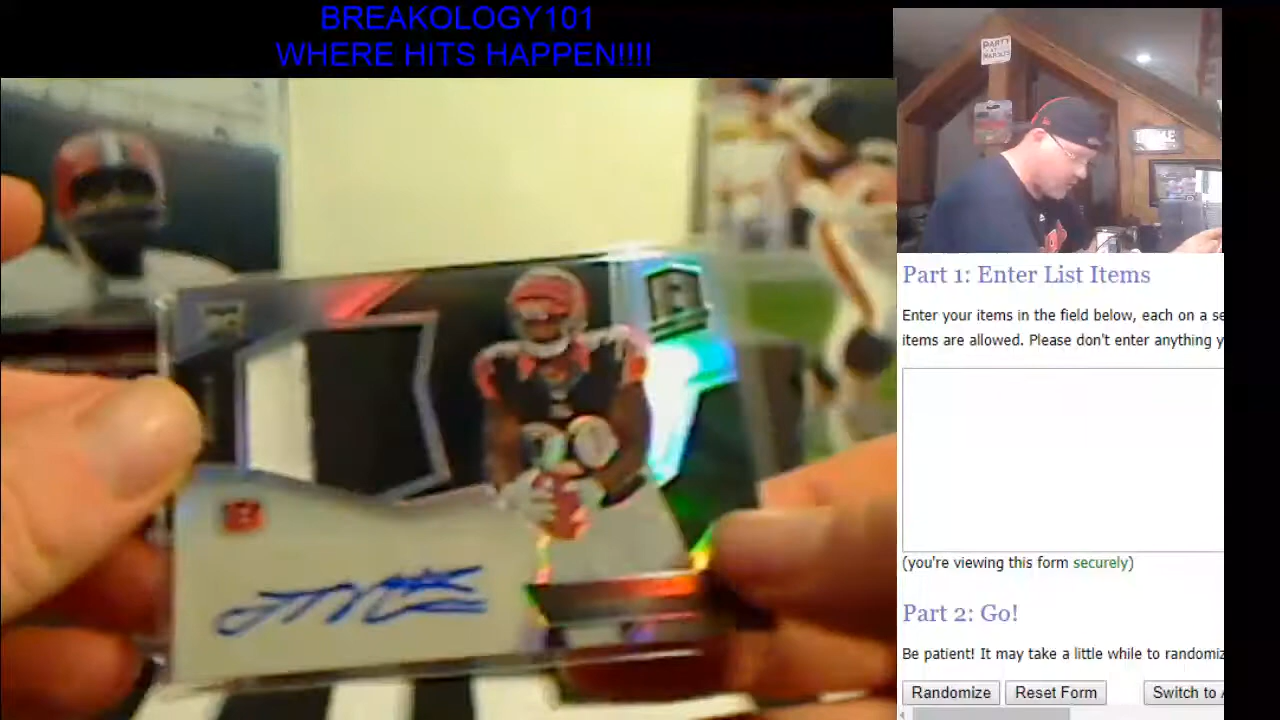 BREAKOLOGY101
WHERE HITS HAPPEN!!!!
PARTY
Part 1: Enter List Items
Enter your items in the field below, each on a se
items are allowed. Please don't enter anything y
(you're viewing this form securely)
Part 2: Go!
Be patient! It may take a little while to randomiz
Randomize
Reset Form
Switch to A